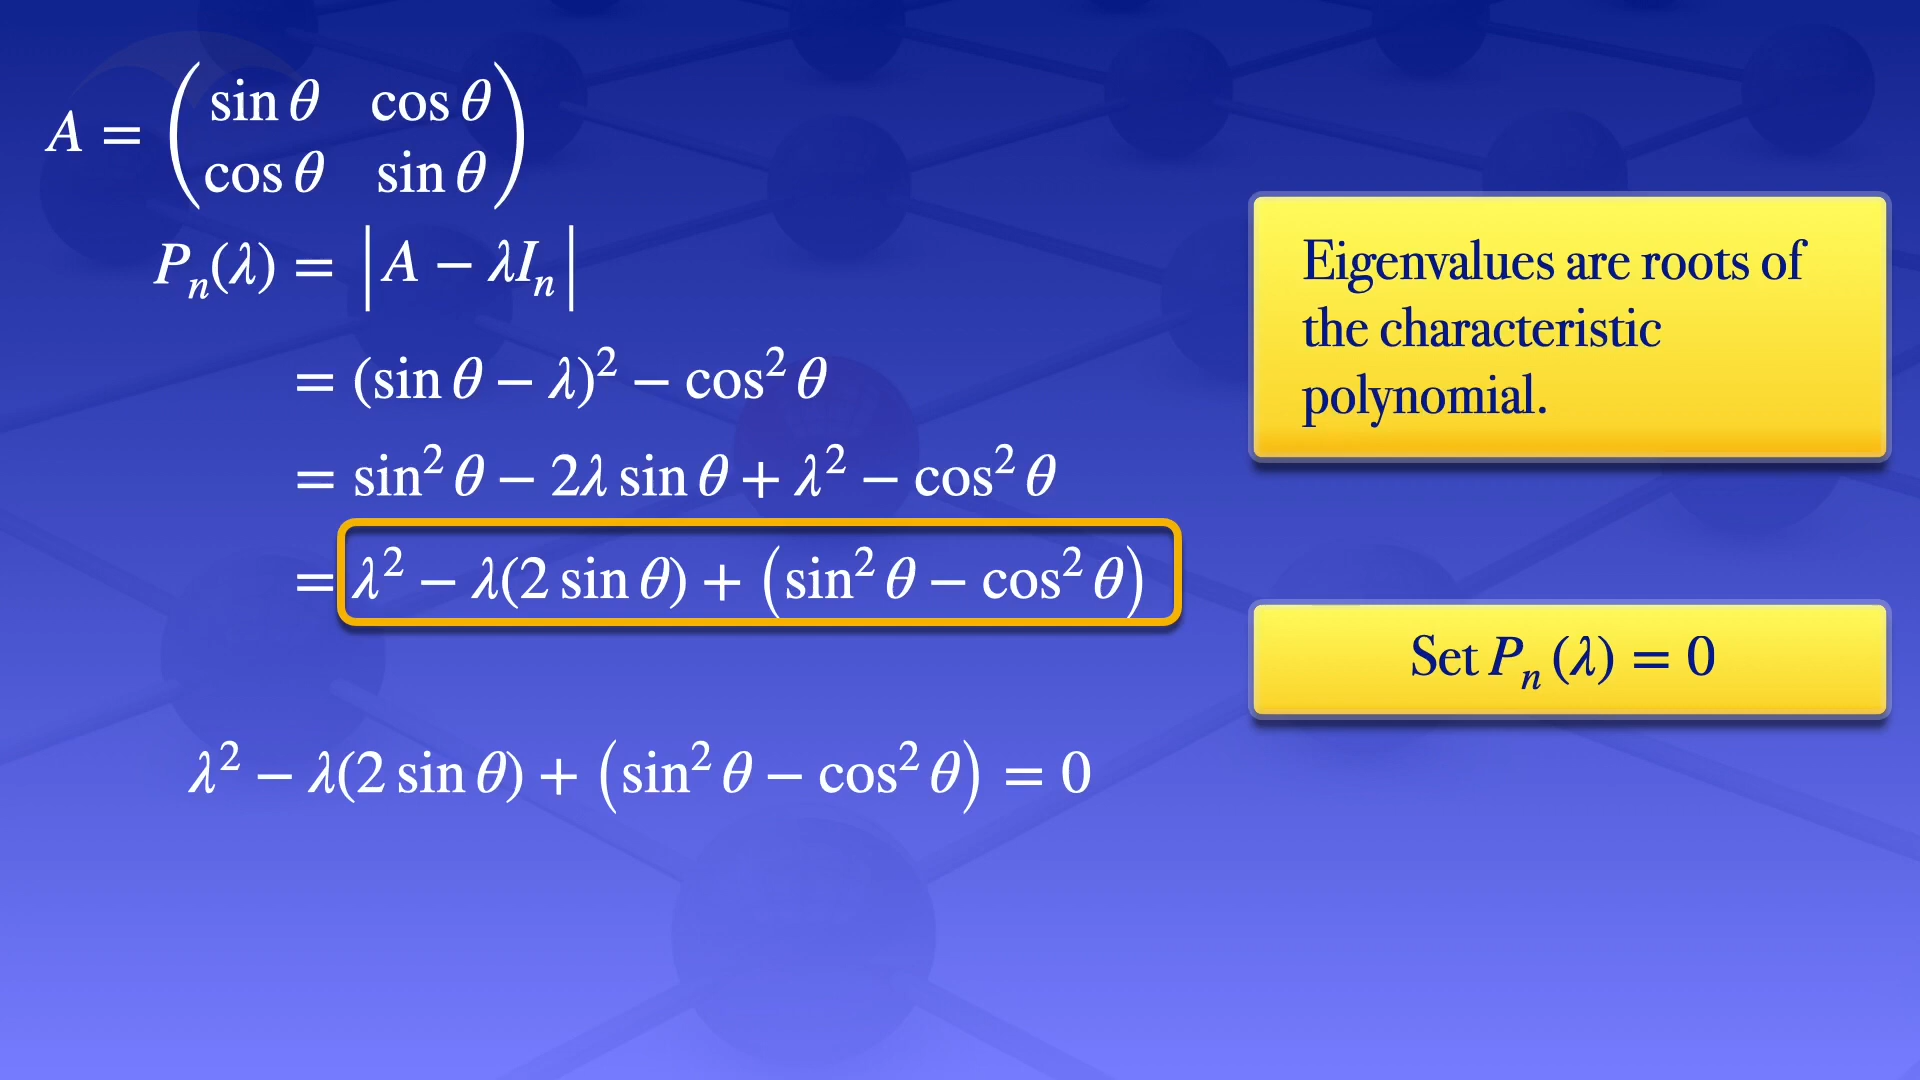 A = ( sin θ cos θ
cos θ sin θ )
Pₙ(λ) = | A − λIₙ |
= (sin θ − λ)² − cos² θ
= sin² θ − 2λ sin θ + λ² − cos² θ
= λ² − λ(2 sin θ) + (sin² θ − cos² θ)
λ² − λ(2 sin θ) + (sin² θ − cos² θ) = 0
Eigenvalues are roots of
the characteristic
polynomial.
Set Pₙ (λ) = 0